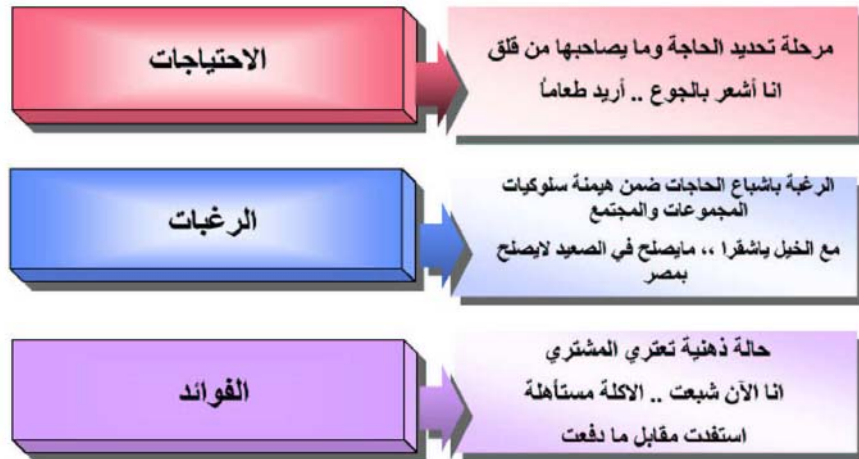 الاحتياجات
مرحلة تحديد الحاجة وما يصاحبها من قلق
انا أشعر بالجوع .. أريد طعاماً
الرغبات
الرغبة باشباع الحاجات ضمن هيمنة سلوكيات
المجموعات والمجتمع
مع الخيل ياشقرا ،، مايصلح في الصعيد لايصلح
بمصر
الفوائد
حالة ذهنية تعتري المشتري
انا الآن شبعت .. الاكلة مستأهلة
استفدت مقابل ما دفعت